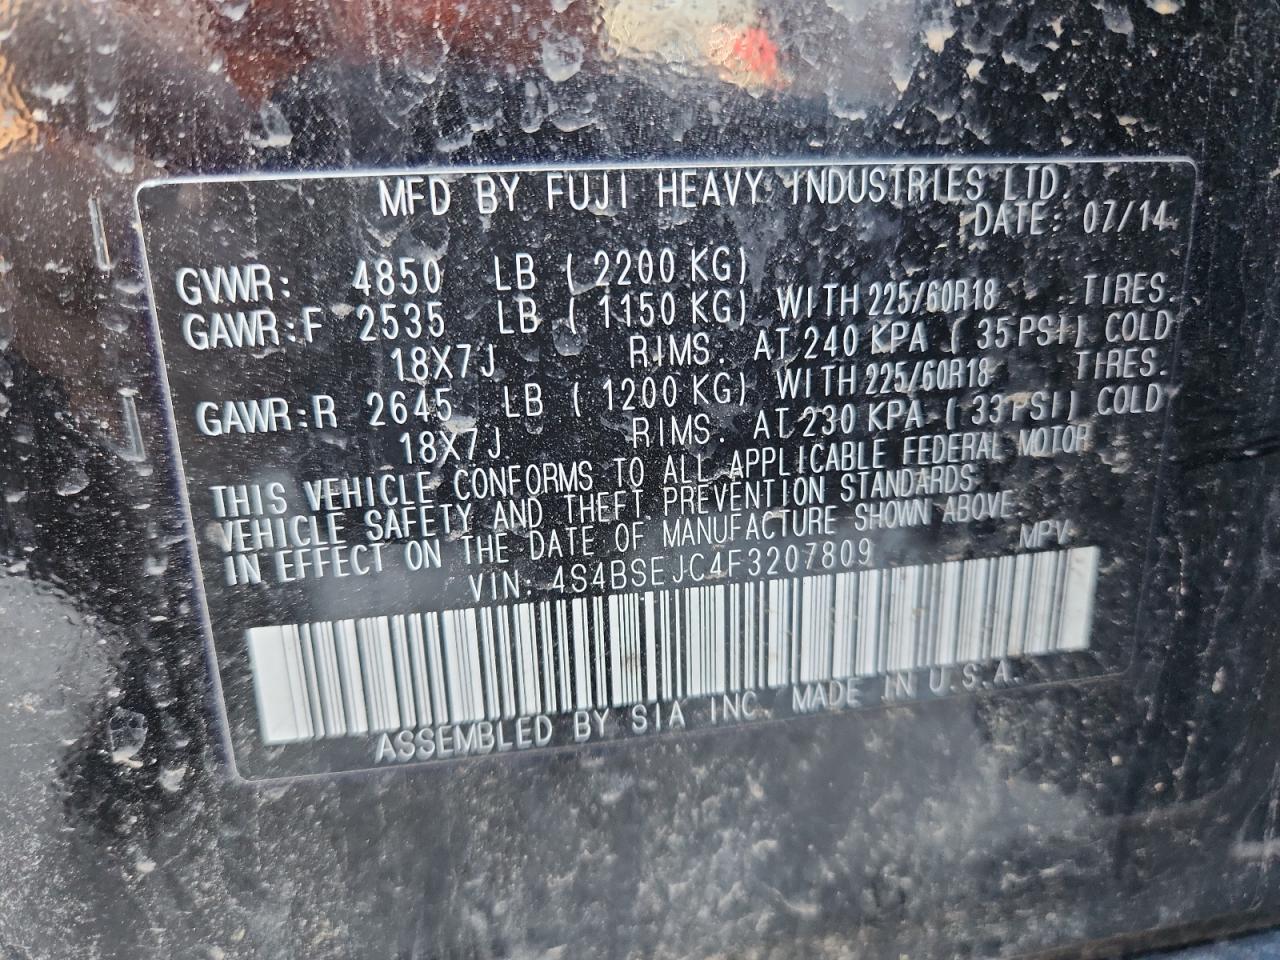 MFD BY FUJI HEAVY INDUSTRIES LTD.
DATE: 07/14
GVWR: 4850 LB (2200 KG)
GAWR:F 2535 LB (1150 KG) WITH 225/60R18 TIRES.
18X7J RIMS. AT 240 KPA (35PSI) COLD
GAWR:R 2645 LB (1200 KG) WITH 225/60R18 TIRES.
18X7J RIMS. AT 230 KPA (33PSI) COLD
THIS VEHICLE CONFORMS TO ALL APPLICABLE FEDERAL MOTOR
VEHICLE SAFETY AND THEFT PREVENTION STANDARDS
IN EFFECT ON THE DATE OF MANUFACTURE SHOWN ABOVE
VIN: 4S4BSEJC4F3207809 MPV
ASSEMBLED BY SIA INC. MADE IN U.S.A.